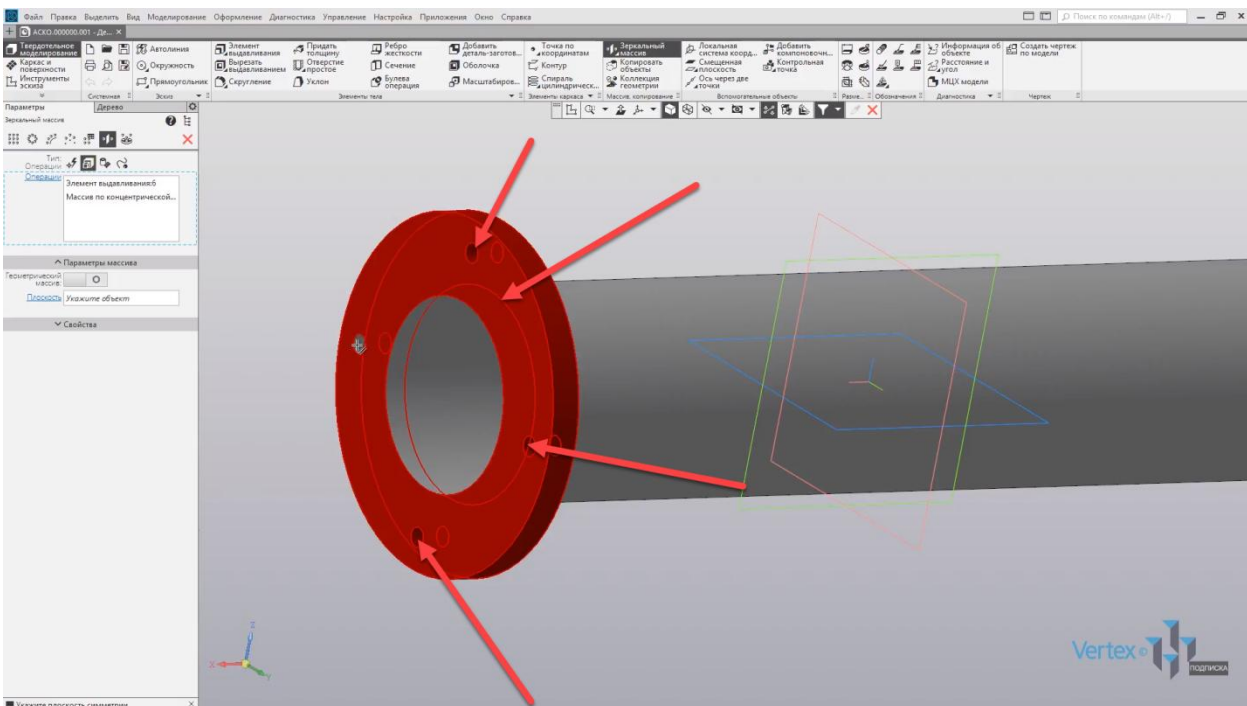 Файл Правка Выделить Вид Моделирование Оформление Диагностика Управление Настройка Приложения Окно Справка
Поиск по командам (Alt+/)
АСКО.000000.001 - Де...
Твердотельное моделирование
Каркас и поверхности
Инструменты эскиза
Системная
Автолиния
Окружность
Прямоугольник
Эскиз
Элемент выдавливания
Вырезать выдавливанием
Скругление
Придать толщину
Отверстие простое
Уклон
Ребро жесткости
Сечение
Булева операция
Добавить деталь-заготов...
Оболочка
Масштабиров...
Элементы тела
Точка по координатам
Контур
Спираль цилиндрическ...
Элементы каркаса
Зеркальный массив
Копировать объекты
Коллекция геометрии
Массив, копирование
Локальная система коорд...
Смещенная плоскость
Ось через две точки
Добавить компоновочн...
Контрольная точка
Вспомогательные объекты
Разме...
Обозначения
Информация об объекте
Расстояние и угол
МЦХ модели
Диагностика
Создать чертеж по модели
Чертеж
Параметры
Дерево
Зеркальный массив
Тип:
Операции
Операции
Элемент выдавливания:6
Массив по концентрической...
Параметры массива
Геометрический массив:
Плоскость
Укажите объект
Свойства
Z
X
Y
Vertex
ПОДПИСКА
Укажите плоскость симметрии